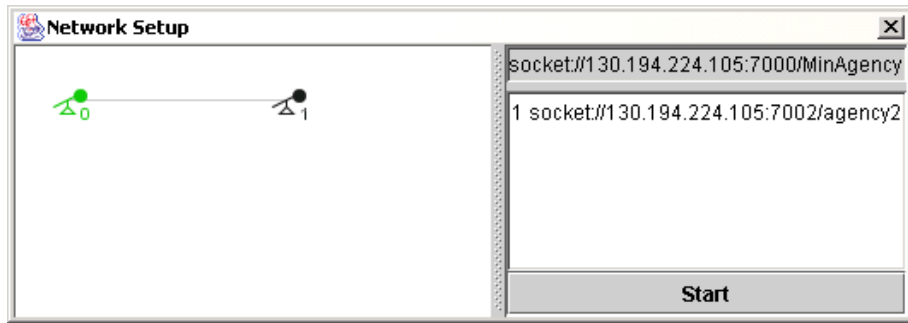 Network Setup
0
1
socket://130.194.224.105:7000/MinAgency
1 socket://130.194.224.105:7002/agency2
Start